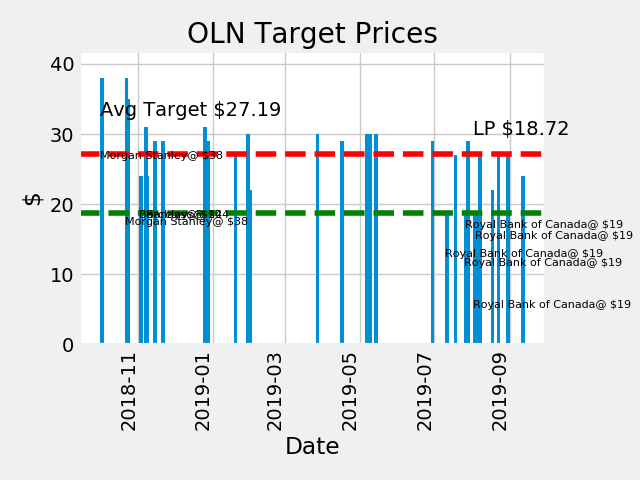 OLN Target Prices
40
30
20
10
0
$
Avg Target $27.19
LP $18.72
Morgan Stanley@ $38
Morgan Stanley@ $38
Royal Bank of Canada@ $19
Royal Bank of Canada@ $19
Royal Bank of Canada@ $19
Royal Bank of Canada@ $19
Royal Bank of Canada@ $19
2018-11
2019-01
2019-03
2019-05
2019-07
2019-09
Date